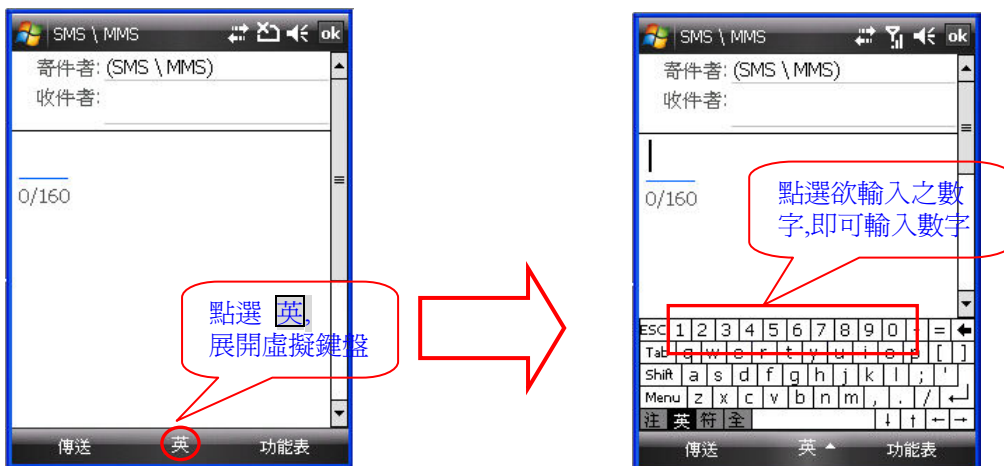 SMS \ MMS ok
寄件者: (SMS \ MMS)
收件者:
0/160
點選 英,
展開虛擬鍵盤
傳送 英 功能表
SMS \ MMS ok
寄件者: (SMS \ MMS)
收件者:
0/160
點選欲輸入之數
字,即可輸入數字
ESC 1 2 3 4 5 6 7 8 9 0 - =
Tab q w e r t y u i o p [ ]
Shift a s d f g h j k l ; '
Menu z x c v b n m , . / ↵
注 英 符 全 ↓ ↑ ← →
傳送 英 功能表